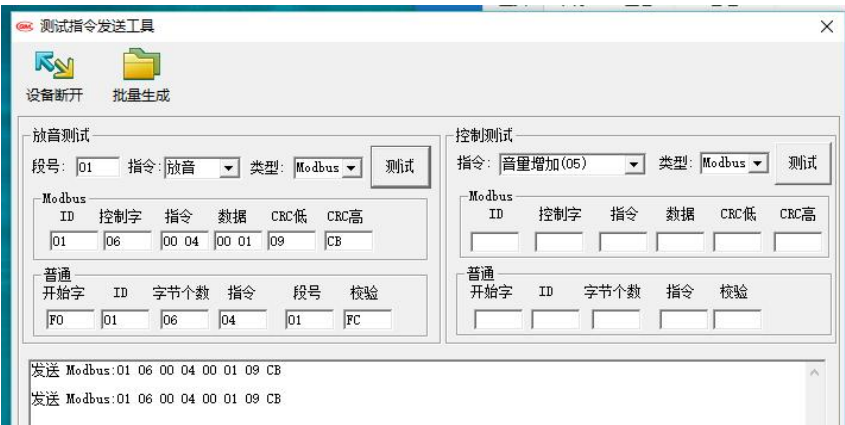 测试指令发送工具
设备断开 批量生成
放音测试
段号: 01 指令: 放音 类型: Modbus 测试
Modbus
ID 控制字 指令 数据 CRC低 CRC高
01 06 00 04 00 01 09 CB
普通
开始字 ID 字节个数 指令 段号 校验
F0 01 06 04 01 FC
控制测试
指令: 音量增加(05) 类型: Modbus 测试
Modbus
ID 控制字 指令 数据 CRC低 CRC高
普通
开始字 ID 字节个数 指令 校验
发送 Modbus:01 06 00 04 00 01 09 CB
发送 Modbus:01 06 00 04 00 01 09 CB